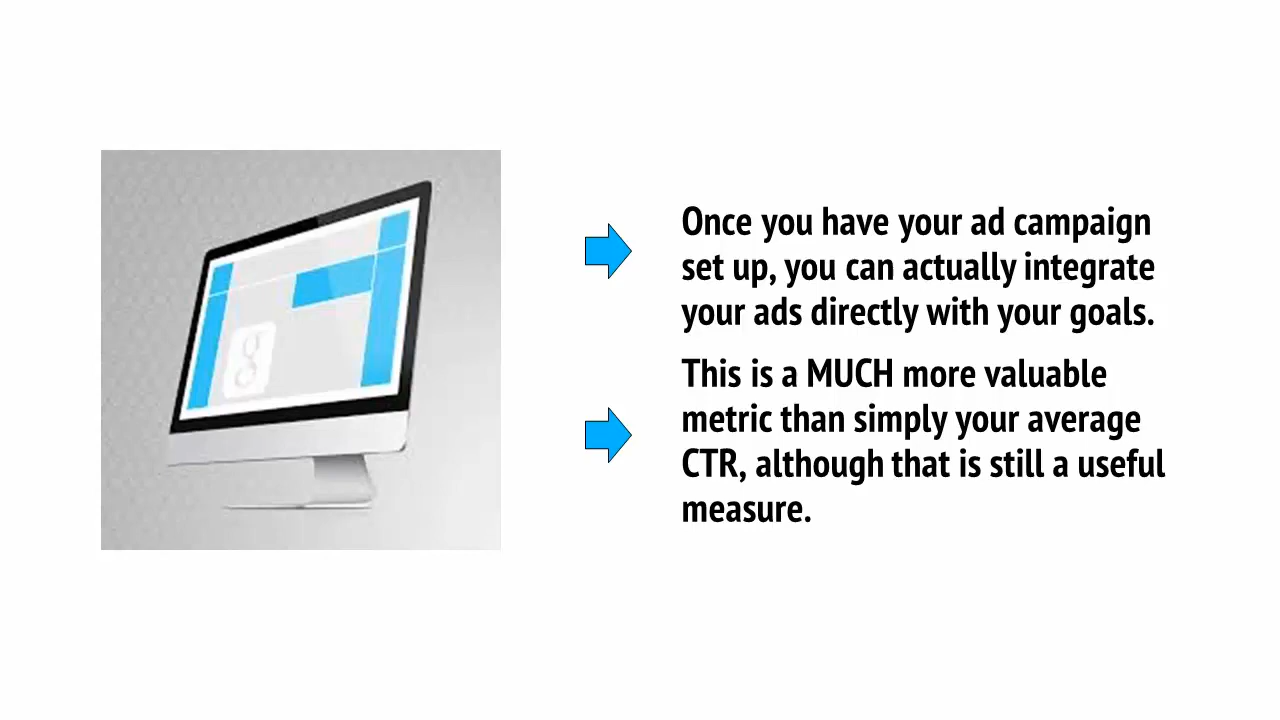 Once you have your ad campaign
set up, you can actually integrate
your ads directly with your goals.
This is a MUCH more valuable
metric than simply your average
CTR, although that is still a useful
measure.